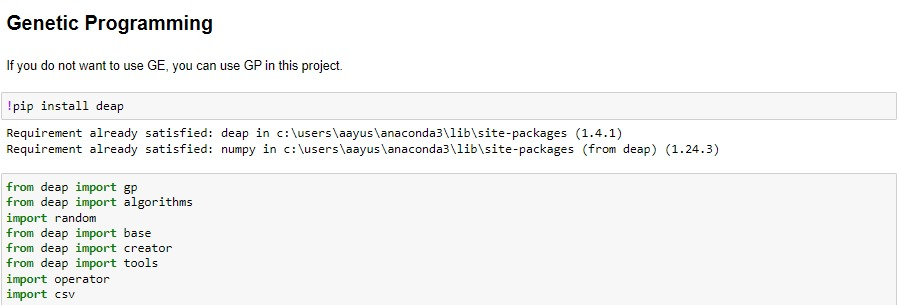 Genetic Programming
If you do not want to use GE, you can use GP in this project.
!pip install deap
Requirement already satisfied: deap in c:\users\aayus\anaconda3\lib\site-packages (1.4.1)
Requirement already satisfied: numpy in c:\users\aayus\anaconda3\lib\site-packages (from deap) (1.24.3)
from deap import gp
from deap import algorithms
import random
from deap import base
from deap import creator
from deap import tools
import operator
import csv